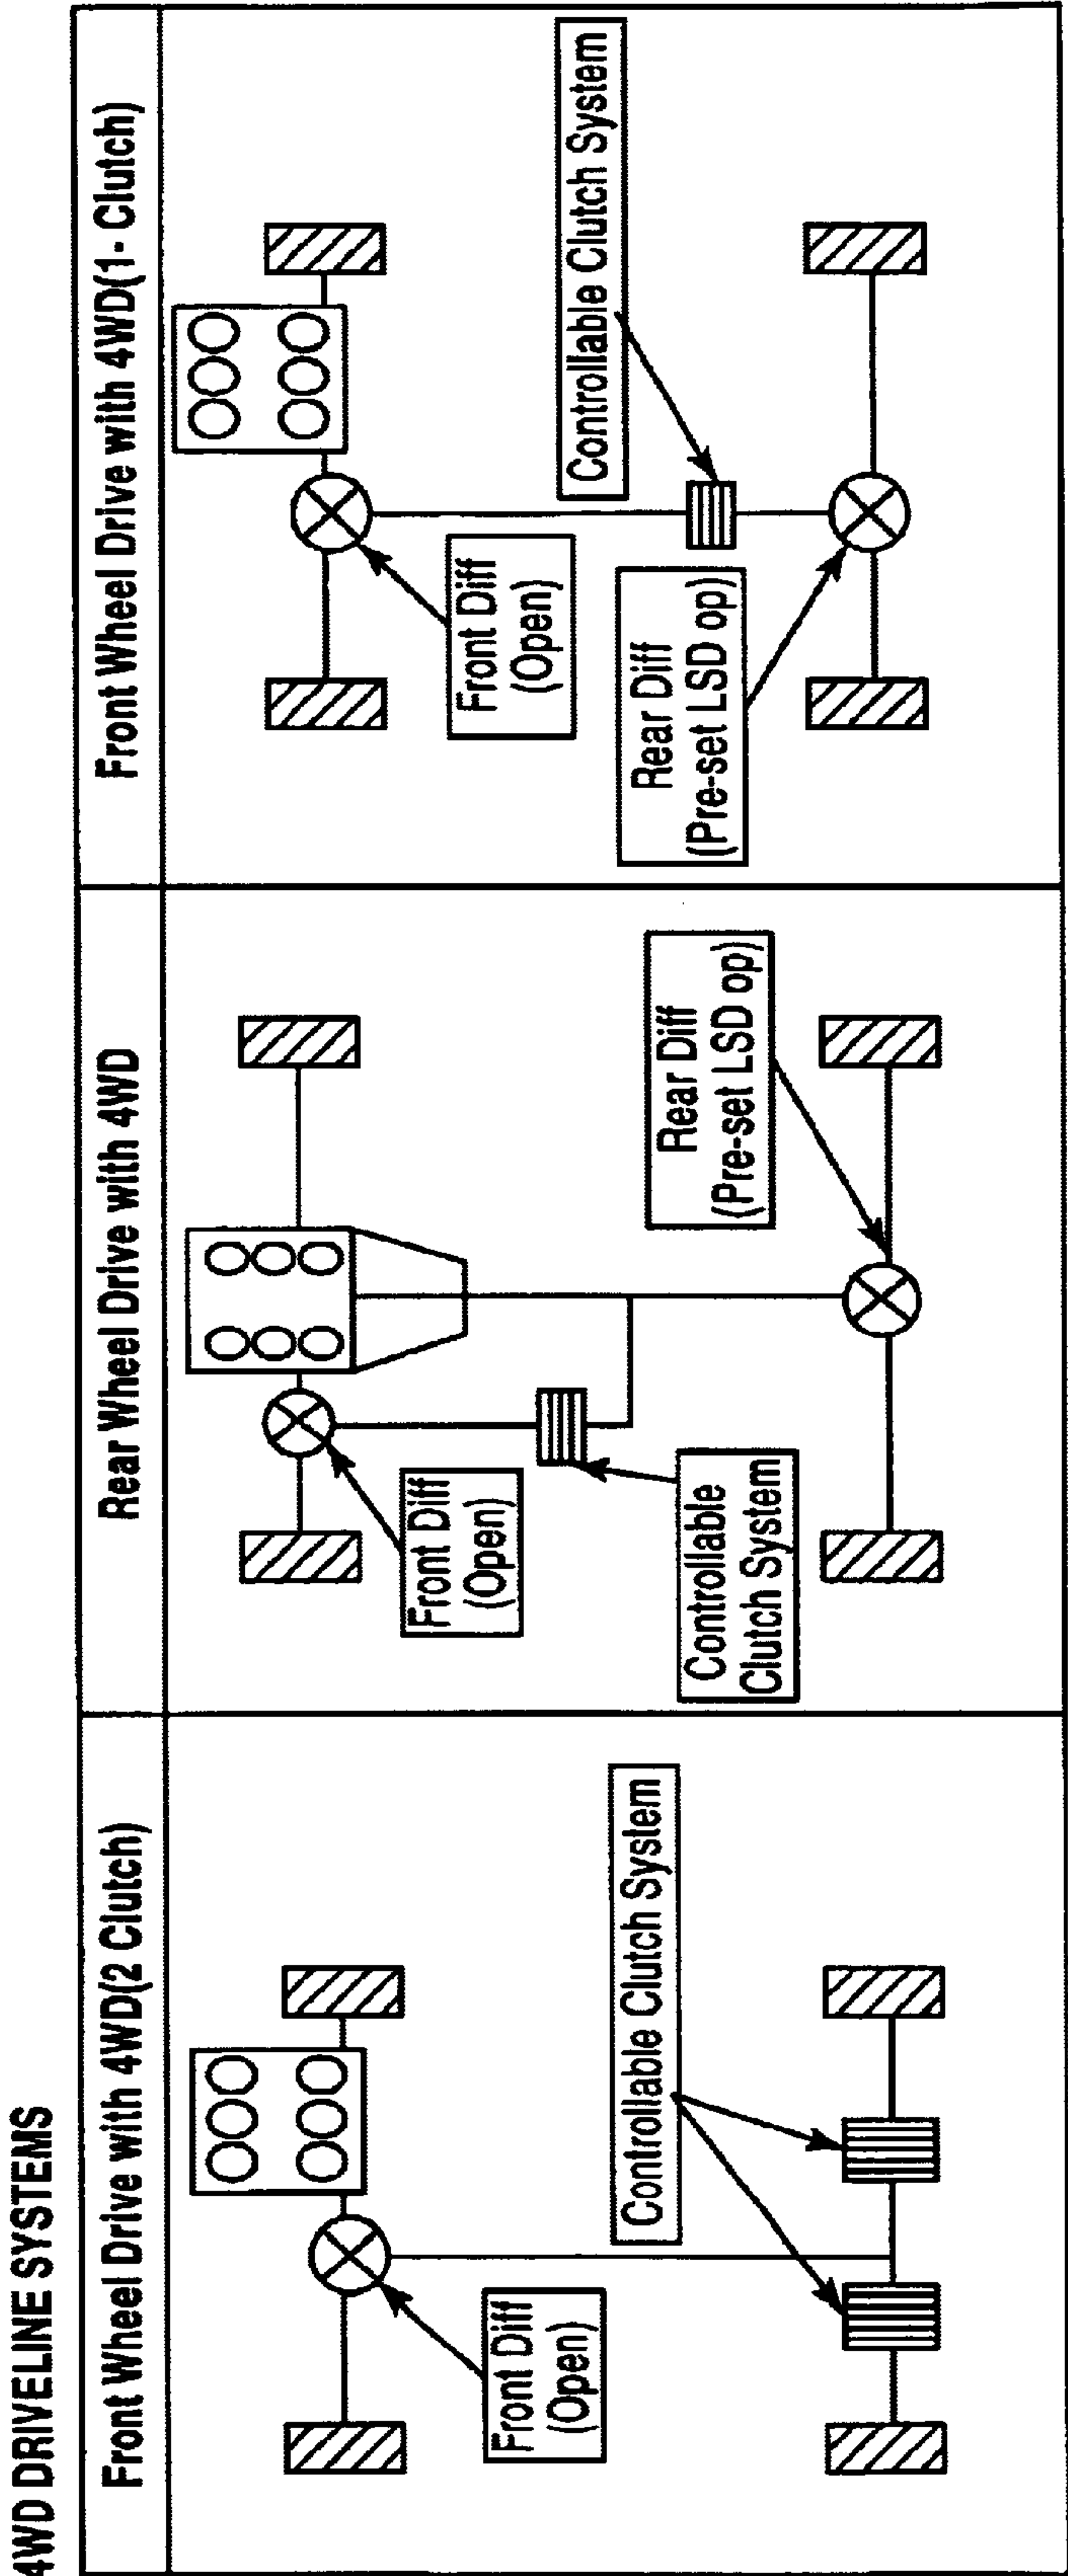 4WD DRIVELINE SYSTEMS
Front Wheel Drive with 4WD(2 Clutch)
Front Diff
(Open)
Controllable Clutch System
Rear Wheel Drive with 4WD
Front Diff
(Open)
Controllable
Clutch System
Rear Diff
(Pre-set LSD op)
Front Wheel Drive with 4WD(1- Clutch)
Front Diff
(Open)
Rear Diff
(Pre-set LSD op)
Controllable Clutch System